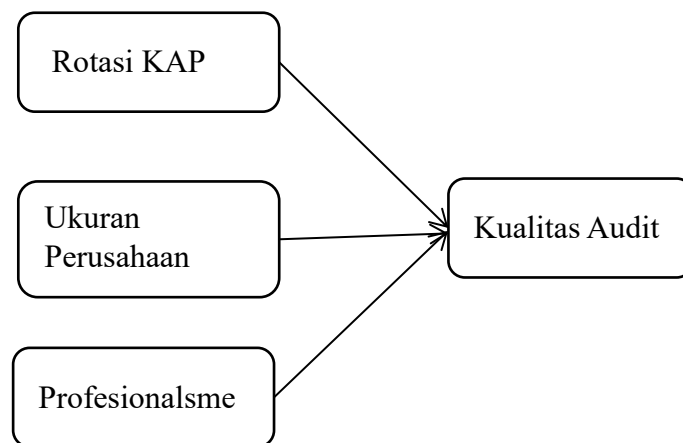 Rotasi KAP
Ukuran
Perusahaan
Kualitas Audit
Profesionalsme